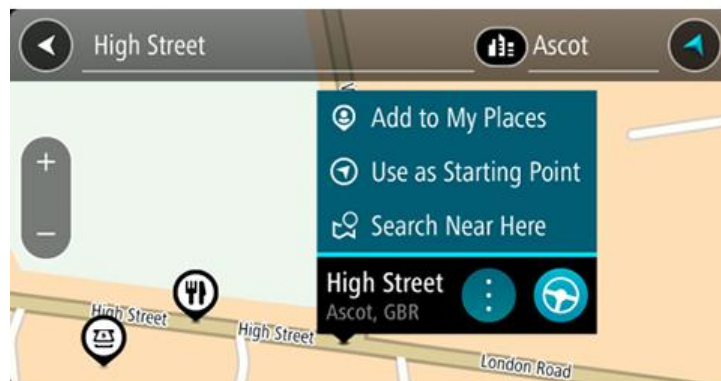 High Street
Ascot
Add to My Places
Use as Starting Point
Search Near Here
High Street
Ascot, GBR
High Street
High Street
London Road